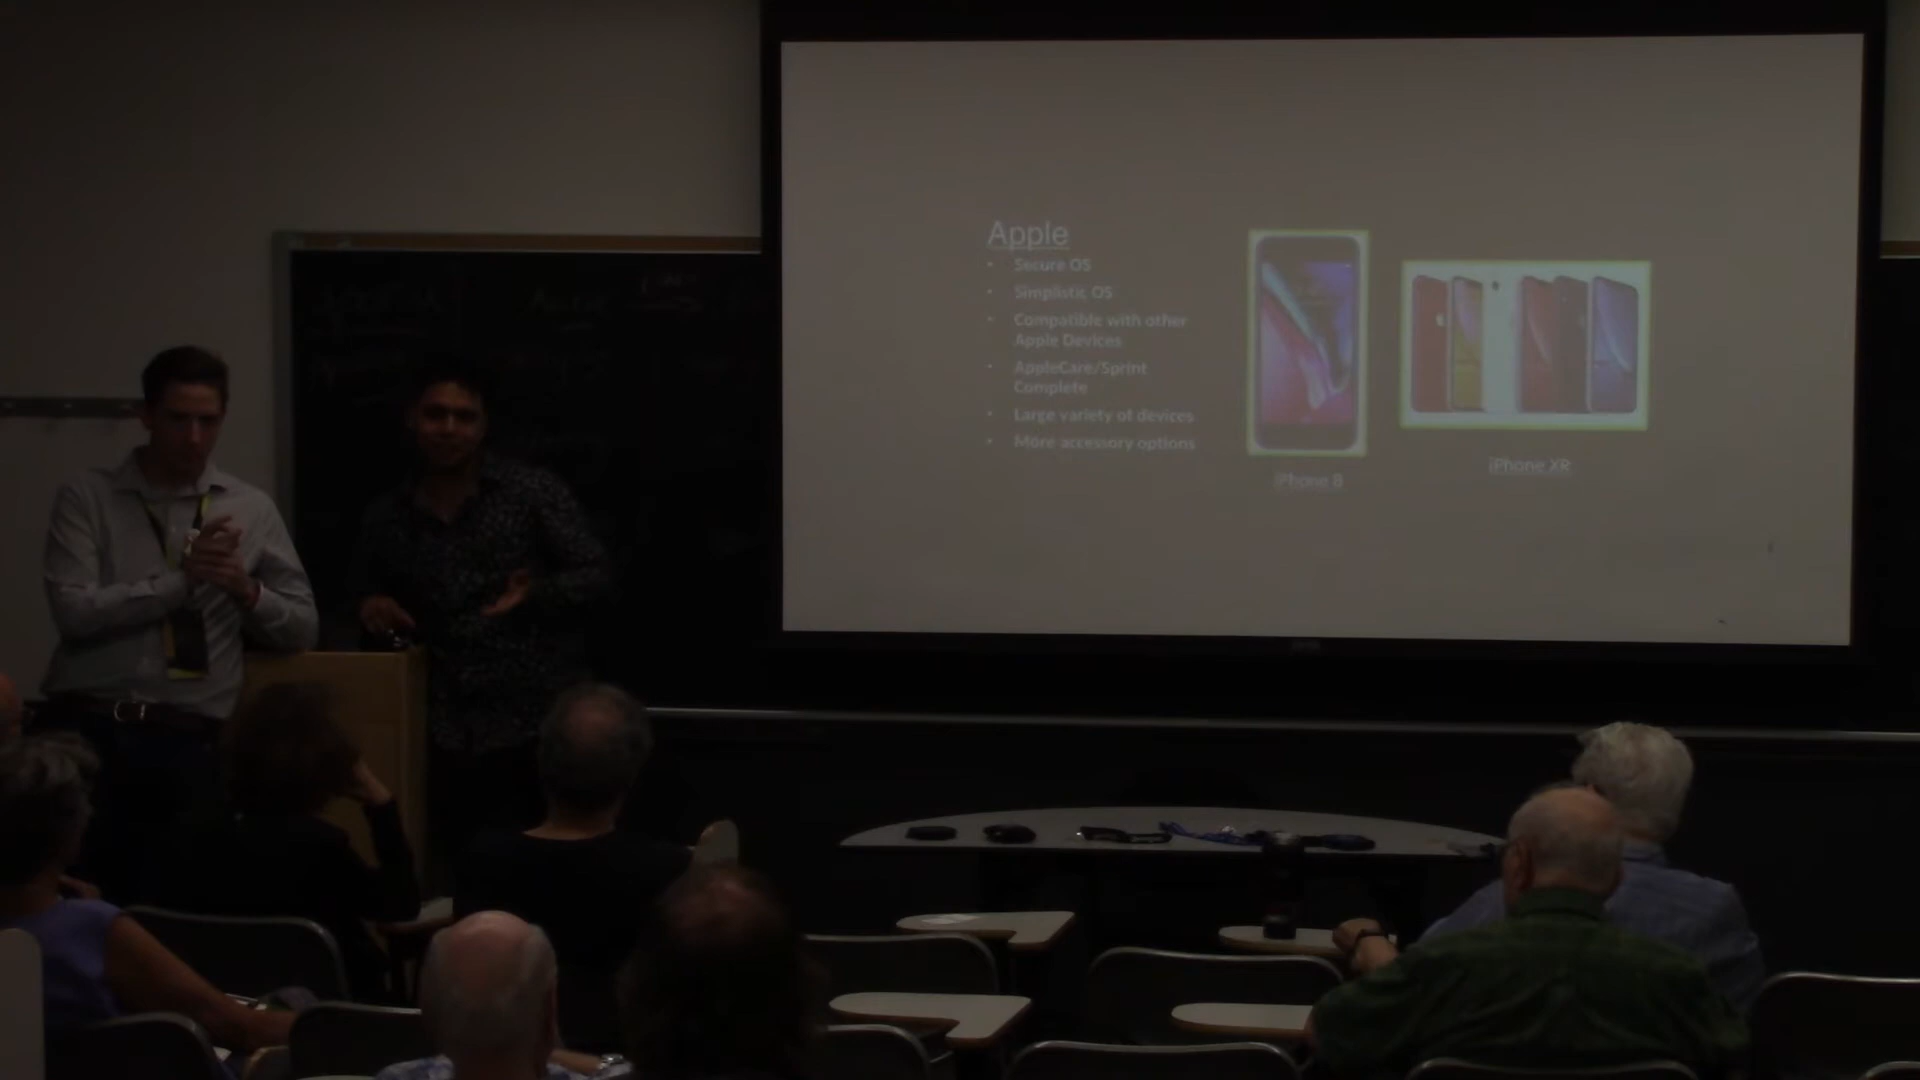 Apple
• Secure OS
• Simplistic OS
• Compatible with other
Apple Devices
• AppleCare/Sprint
Complete
• Large variety of devices
• More accessory options
iPhone 8
iPhone XR